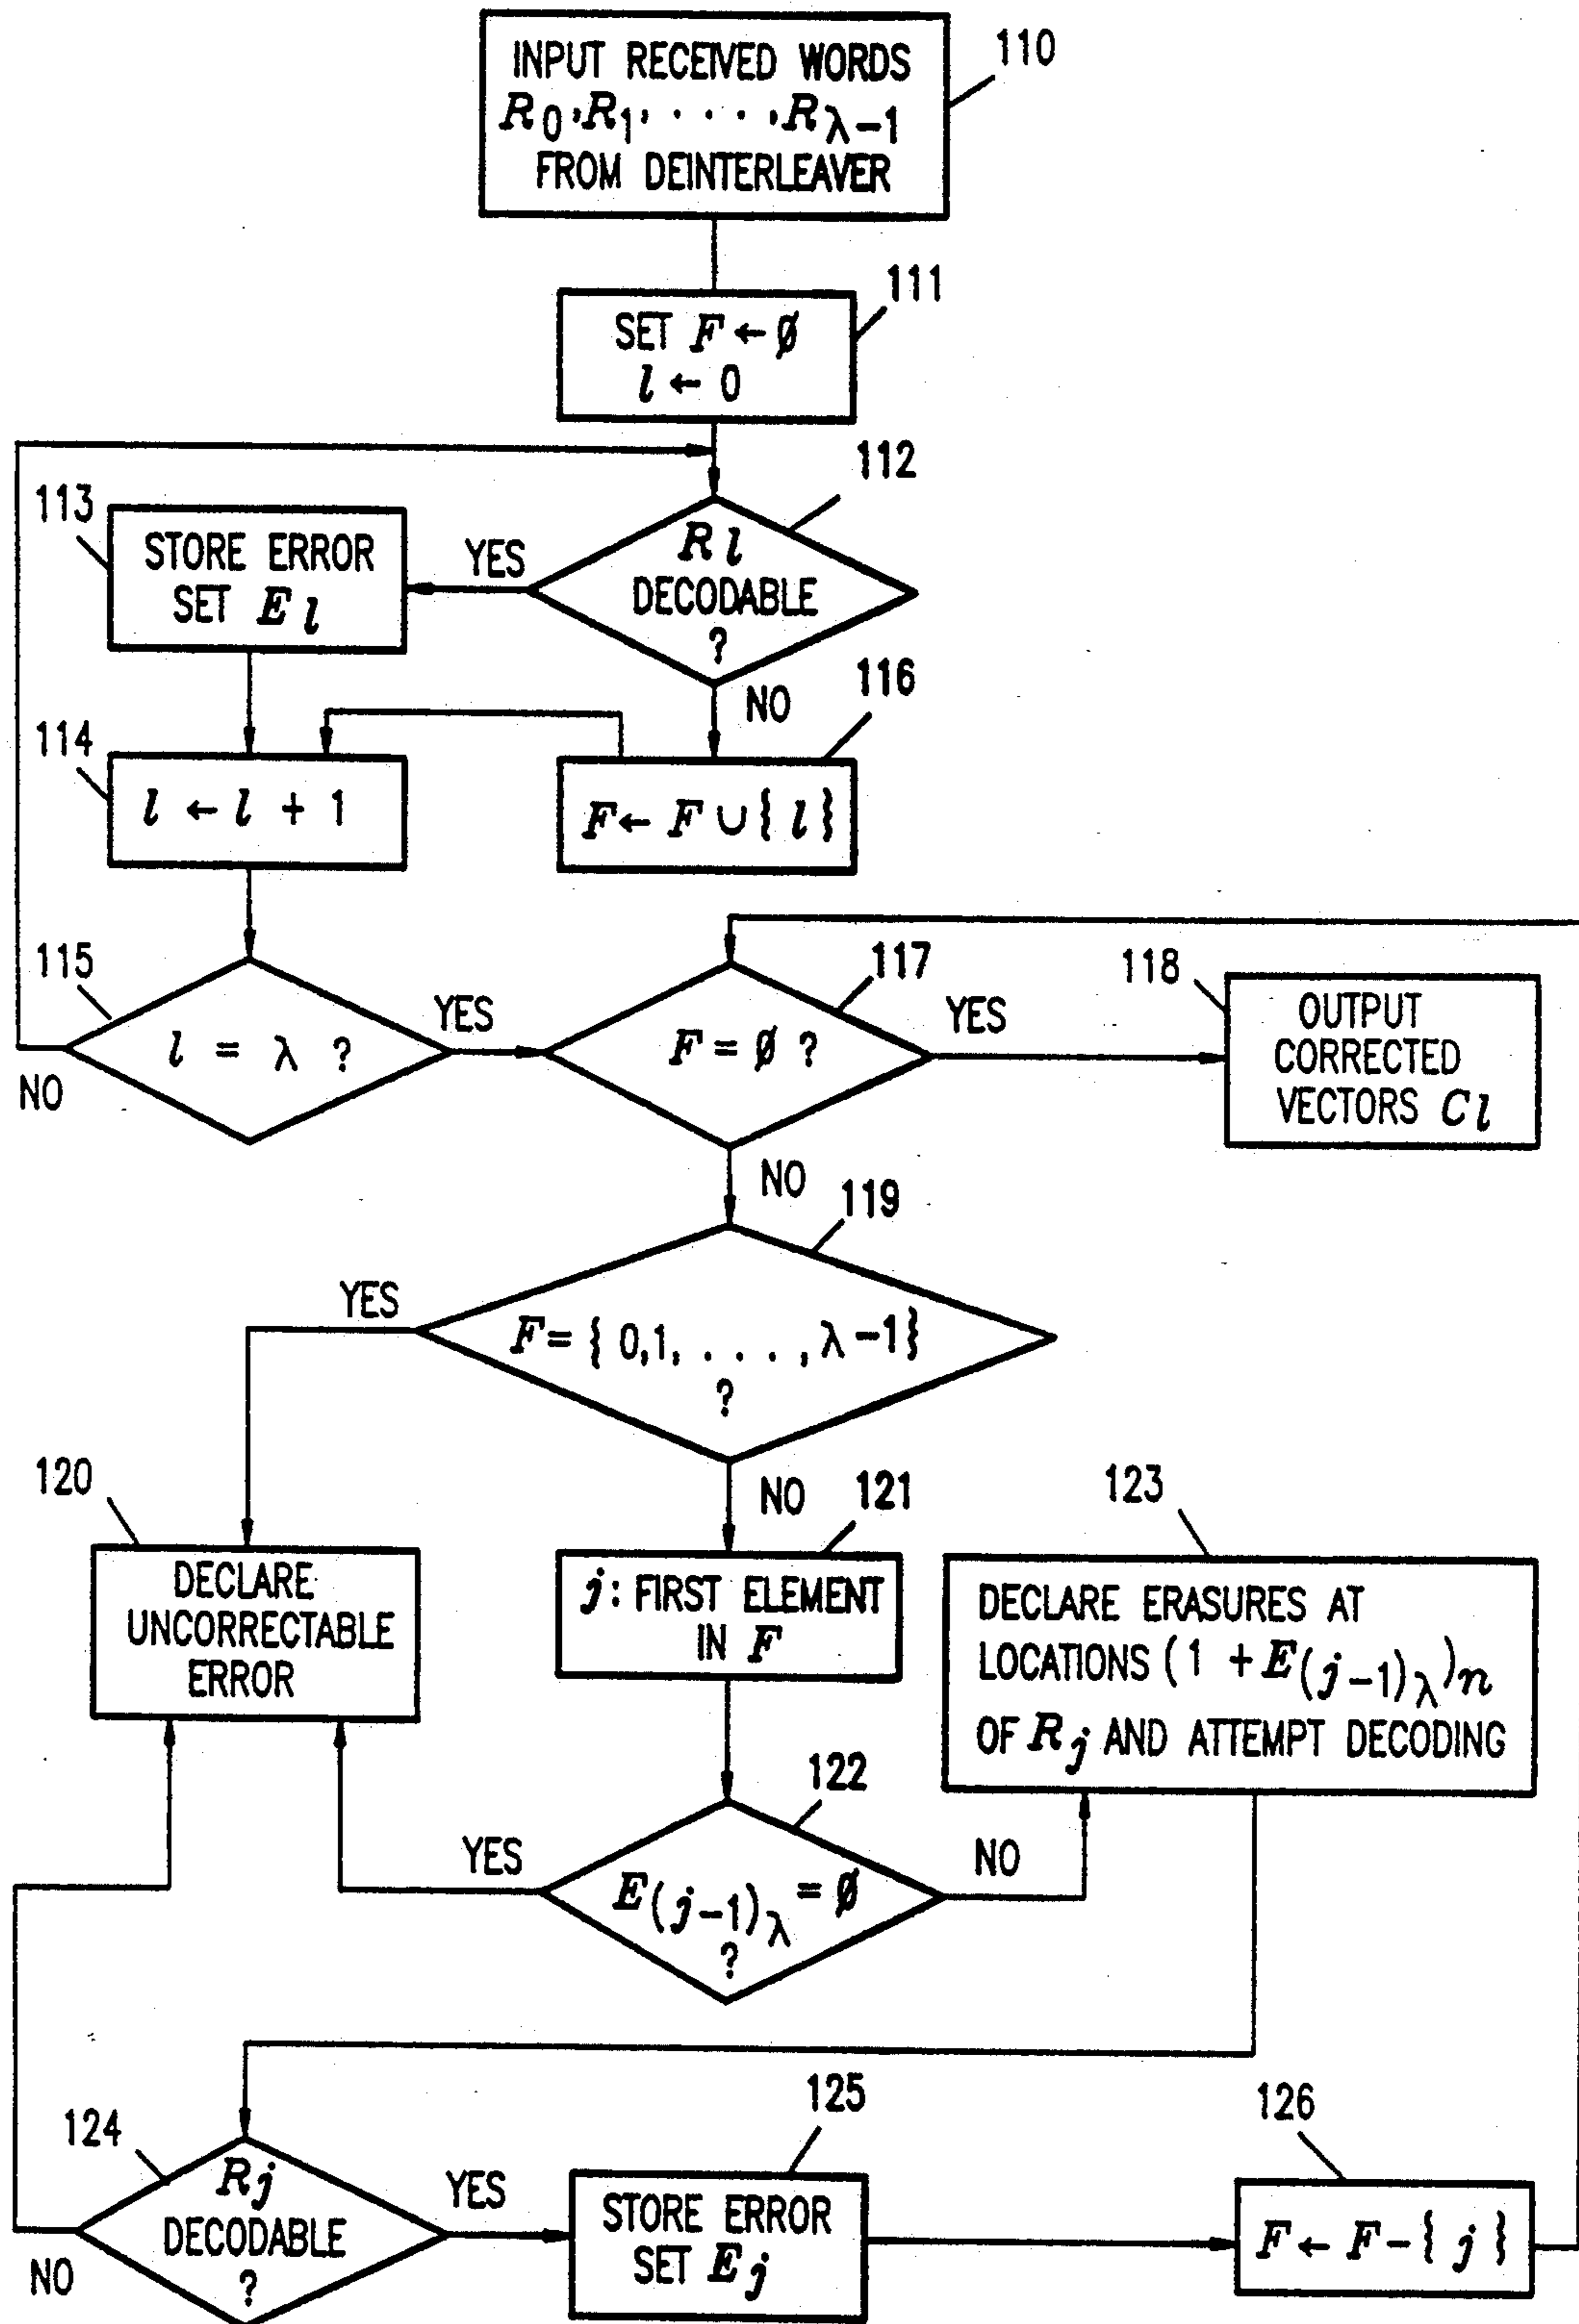 INPUT RECEIVED WORDS
R0,R1, . . . . ,Rλ−1
FROM DEINTERLEAVER
110
SET F ← ∅
l ← 0
111
112
Rl
DECODABLE
?
YES
NO
113
STORE ERROR
SET El
114
l ← l + 1
116
F ← F ∪ { l }
115
l = λ ?
YES
NO
117
F = ∅ ?
YES
NO
118
OUTPUT
CORRECTED
VECTORS Cl
119
F = { 0,1, . . . , λ−1 }
?
YES
NO
120
DECLARE
UNCORRECTABLE
ERROR
121
j : FIRST ELEMENT
IN F
123
DECLARE ERASURES AT
LOCATIONS (1 + E(j−1)λ)n
OF Rj AND ATTEMPT DECODING
122
E(j−1)λ = ∅
?
YES
NO
124
Rj
DECODABLE
?
YES
NO
125
STORE ERROR
SET Ej
126
F ← F − { j }